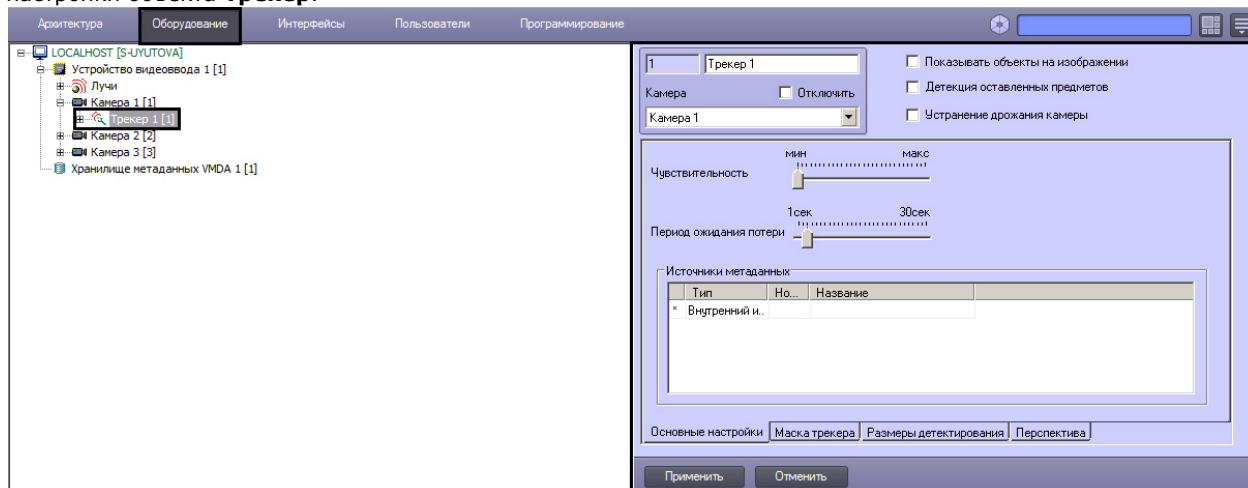 настройки объекта Трекер.
Архитектура Оборудование Интерфейсы Пользователи Программирование
LOCALHOST [S-UYUTOVA]
Устройство видеоввода 1 [1]
Лучи
Камера 1 [1]
Трекер 1 [1]
Камера 2 [2]
Камера 3 [3]
Хранилище метаданных VMDA 1 [1]
1 Трекер 1
Камера Отключить
Камера 1
Показывать объекты на изображении
Детекция оставленных предметов
Устранение дрожания камеры
мин макс
Чувствительность
1сек 30сек
Период ожидания потери
Источники метаданных
Тип Но... Название
* Внутренний и..
Основные настройки Маска трекера Размеры детектирования Перспектива
Применить Отменить